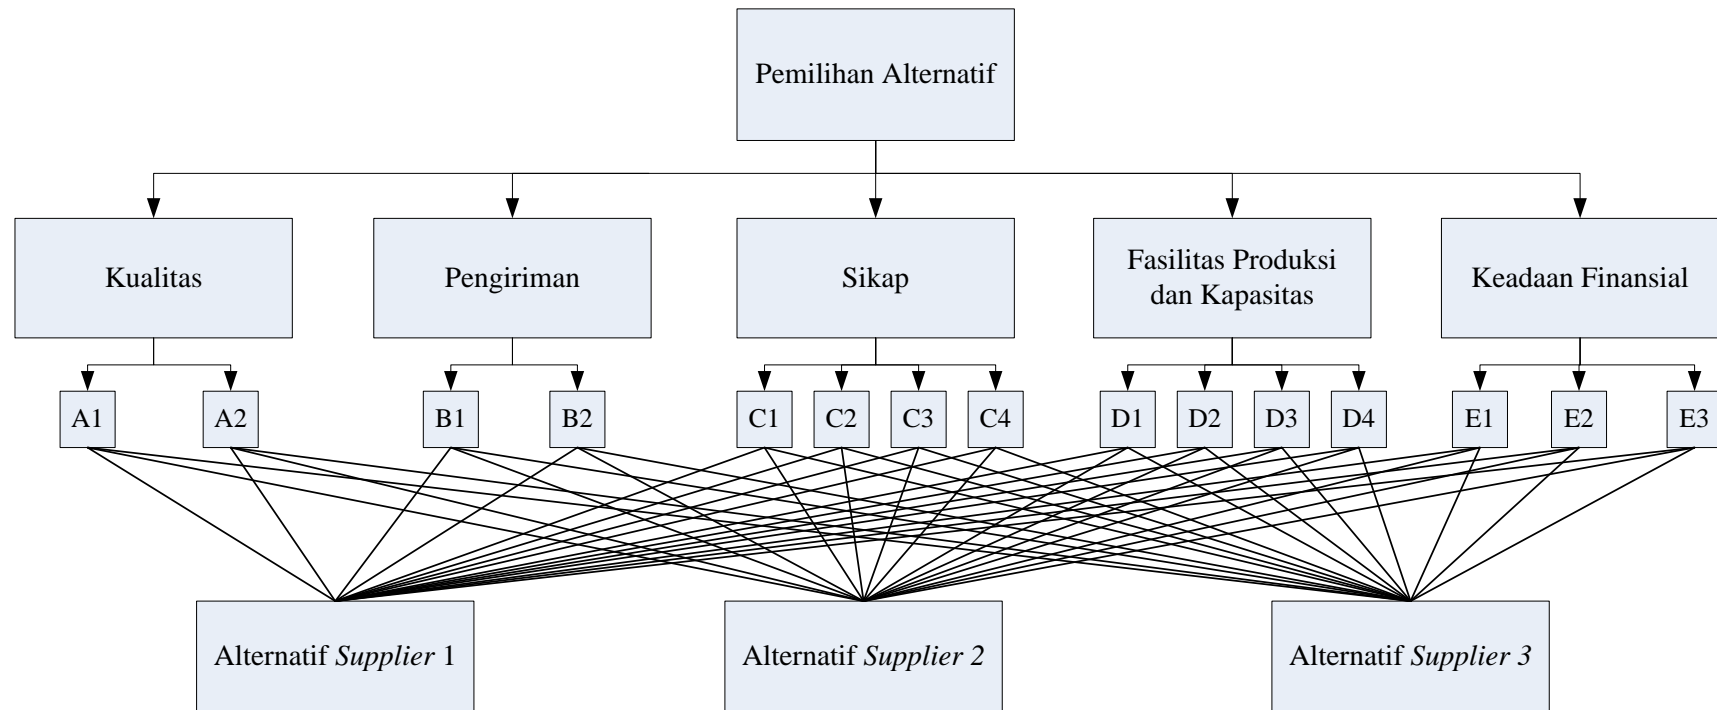 Pemilihan Alternatif
Kualitas
Pengiriman
Sikap
Fasilitas Produksi
dan Kapasitas
Keadaan Finansial
A1
A2
B1
B2
C1
C2
C3
C4
D1
D2
D3
D4
E1
E2
E3
Alternatif Supplier 1
Alternatif Supplier 2
Alternatif Supplier 3